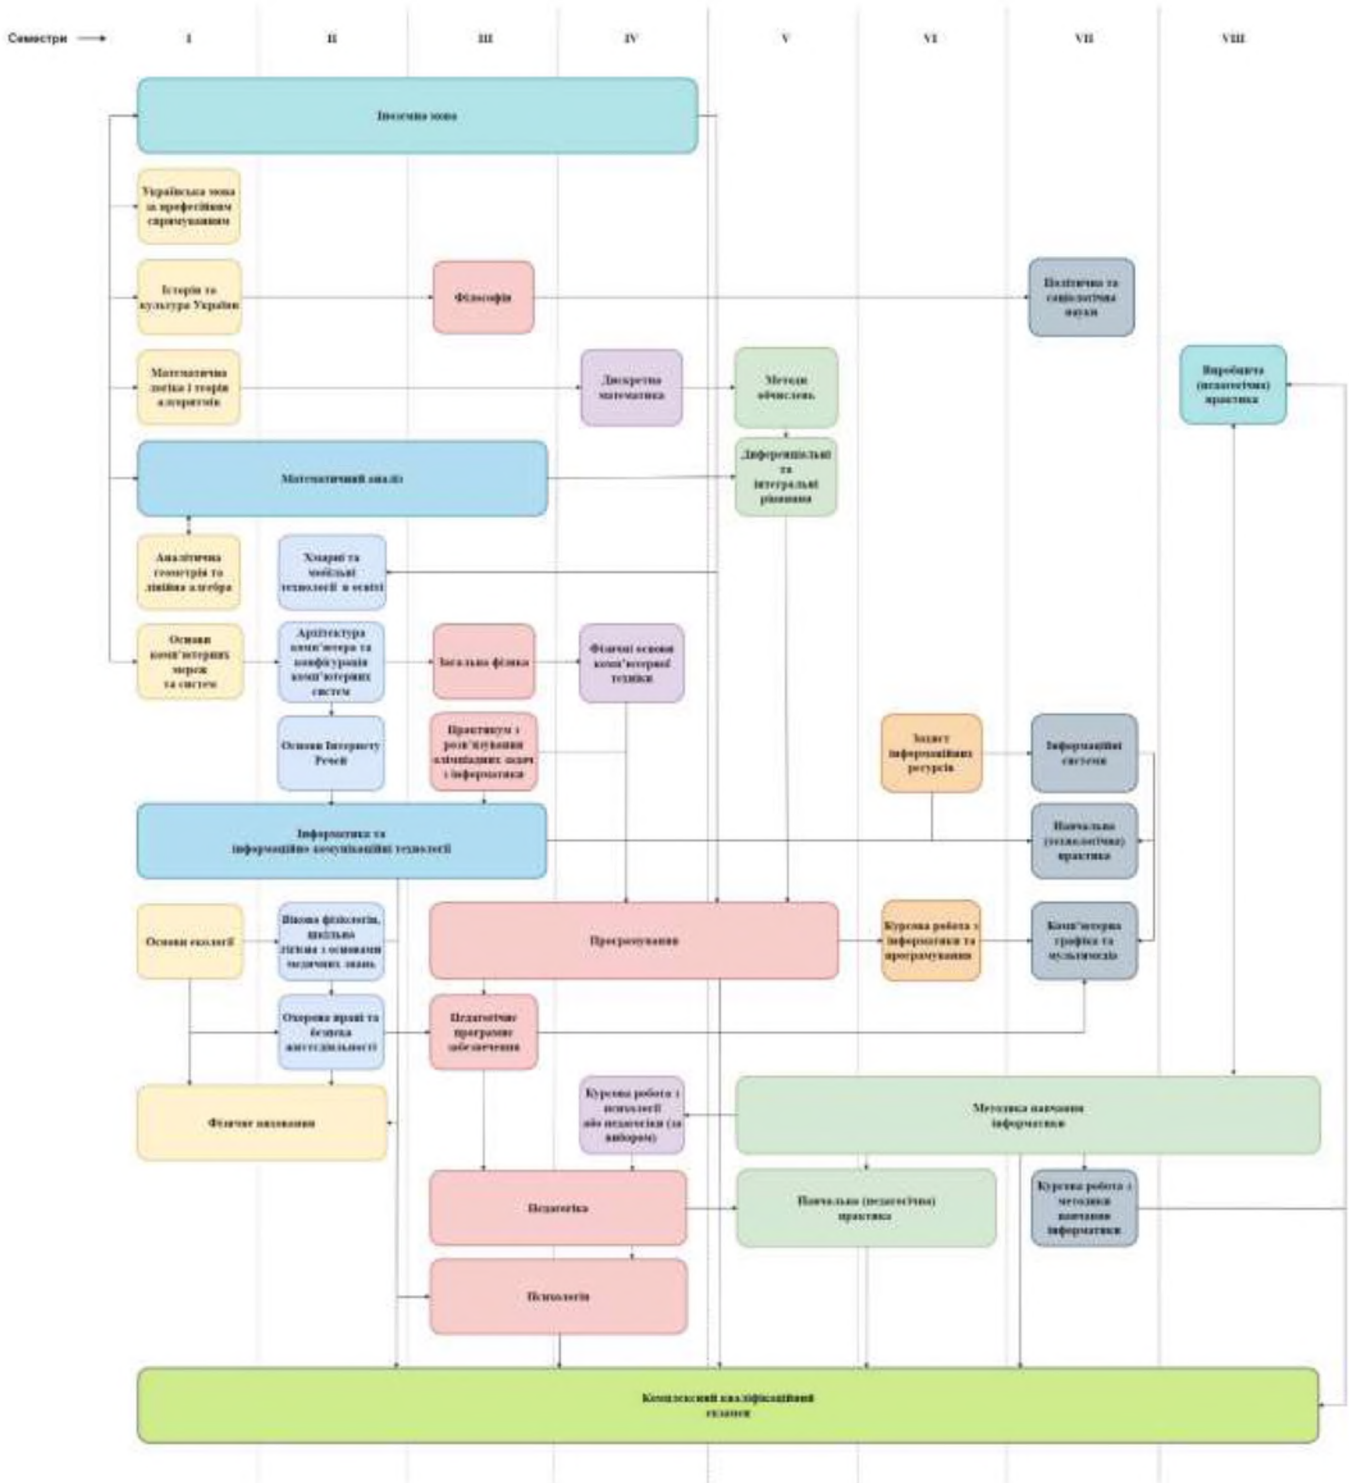 Семестри
I
II
III
IV
V
VI
VII
VIII
Іноземна мова
Українська мова
за професійним
спрямуванням
Історія та
культура України
Філософія
Політична та
соціологічна
науки
Математична
логіка і теорія
алгоритмів
Дискретна
математика
Методи
обчислень
Виробнича
(педагогічна)
практика
Математичний аналіз
Диференціальні
та
інтегральні
рівняння
Аналітична
геометрія та
лінійна алгебра
Хмарні та
мобільні
технології в освіті
Основи
комп'ютерних
мереж
та систем
Архітектура
комп'ютера та
конфігурація
комп'ютерних
систем
Загальна фізика
Фізичні основи
комп'ютерної
техніки
Основи Інтернету
Речей
Практикум з
розв'язування
олімпіадних задач
з інформатики
Захист
інформаційних
ресурсів
Інформаційні
системи
Інформатика та
інформаційно комунікаційні технології
Навчальна
(технологічна)
практика
Основи екології
Вікова фізіологія,
шкільна
гігієна з основами
медичних знань
Програмування
Курсова робота з
інформатики та
програмування
Комп'ютерна
графіка та
мультимедіа
Охорона праці та
безпека
життєдіяльності
Педагогічне
програмне
забезпечення
Фізичне виховання
Курсова робота з
психології
або педагогіки (за
вибором)
Методика навчання
інформатики
Педагогіка
Навчальна (педагогічна)
практика
Курсова робота з
методики
навчання
інформатики
Психологія
Комплексний кваліфікаційний
екзамен